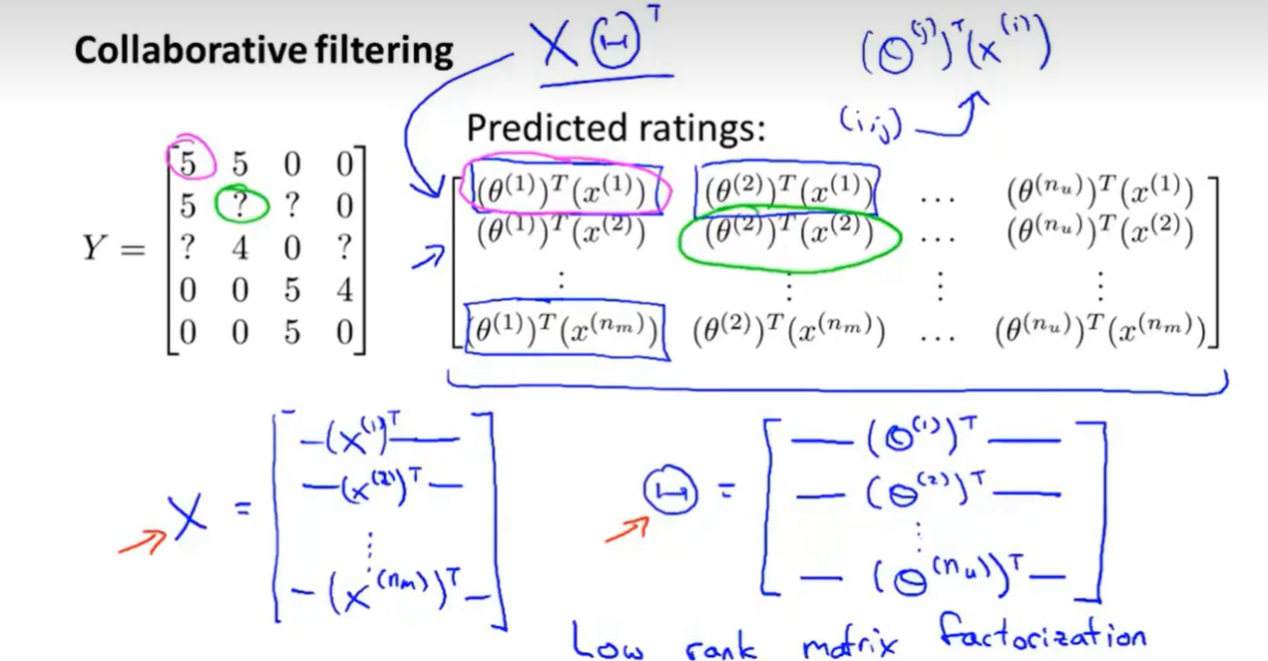 Collaborative filtering
XΘᵀ
(Θ⁽ʲ⁾)ᵀ(x⁽ⁱ⁾)
(i,j)
Predicted ratings:
Y = [5 5 0 0
5 ? ? 0
? 4 0 ?
0 0 5 4
0 0 5 0]
[(θ⁽¹⁾)ᵀ(x⁽¹⁾) (θ⁽²⁾)ᵀ(x⁽¹⁾) … (θ^(n_u))ᵀ(x⁽¹⁾)
(θ⁽¹⁾)ᵀ(x⁽²⁾) (θ⁽²⁾)ᵀ(x⁽²⁾) … (θ^(n_u))ᵀ(x⁽²⁾)
⋮ ⋮ ⋮ ⋮
(θ⁽¹⁾)ᵀ(x^(n_m)) (θ⁽²⁾)ᵀ(x^(n_m)) … (θ^(n_u))ᵀ(x^(n_m))]
X = [—(x⁽¹⁾)ᵀ—
—(x⁽²⁾)ᵀ—
⋮
—(x^(n_m))ᵀ—]
Θ = [—(Θ⁽¹⁾)ᵀ—
—(Θ⁽²⁾)ᵀ—
⋮
—(Θ^(n_u))ᵀ—]
Low rank matrix factorization